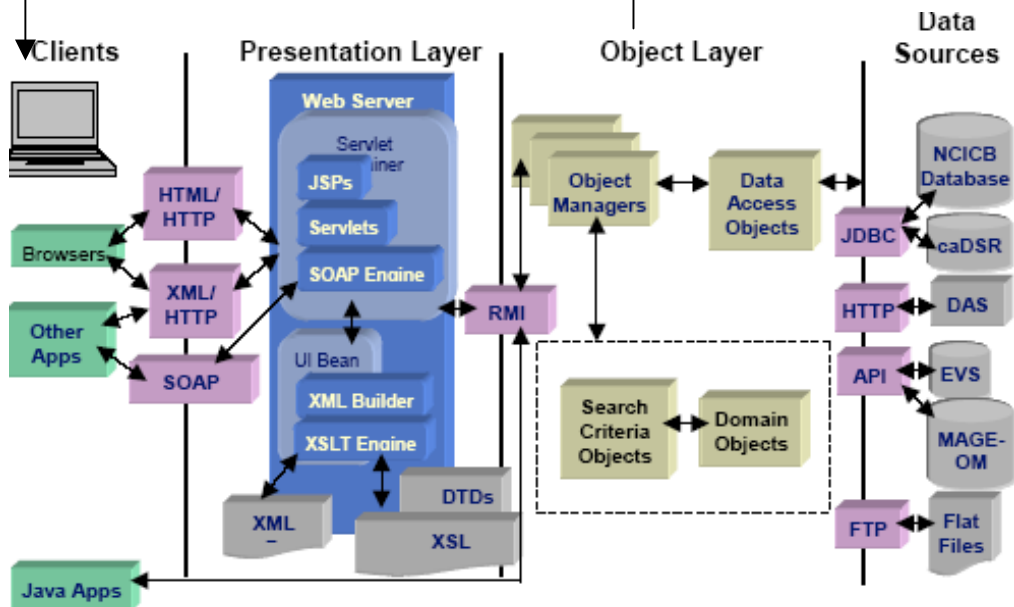 Clients
Presentation Layer
Object Layer
Data
Sources
Web Server
Servlet
JSPs
Servlets
SOAP Engine
UI Bean
XML Builder
XSLT Engine
XML
DTDs
XSL
HTML/
HTTP
XML/
HTTP
SOAP
Browsers
Other
Apps
Java Apps
RMI
Object
Managers
Data
Access
Objects
Search
Criteria
Objects
Domain
Objects
JDBC
HTTP
API
FTP
NCICB
Database
caDSR
DAS
EVS
MAGE-
OM
Flat
Files